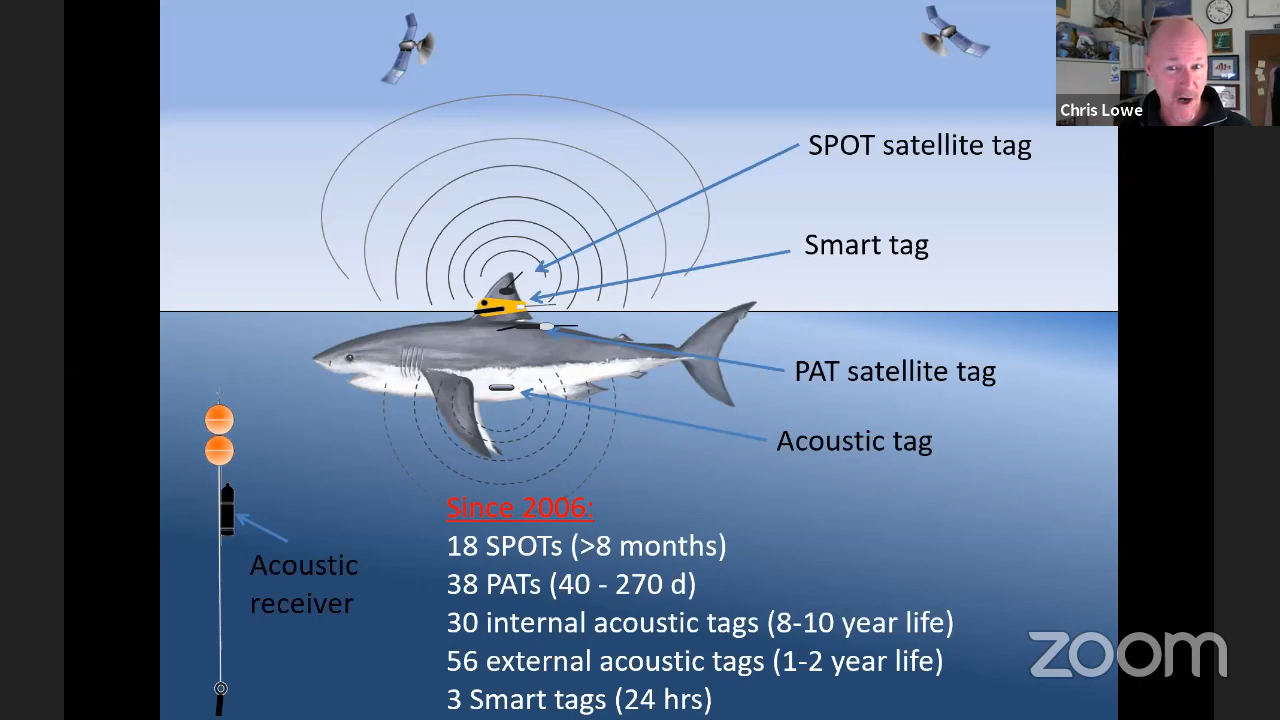 Chris Lowe
SPOT satellite tag
Smart tag
PAT satellite tag
Acoustic tag
Acoustic
receiver
Since 2006:
18 SPOTs (>8 months)
38 PATs (40 - 270 d)
30 internal acoustic tags (8-10 year life)
56 external acoustic tags (1-2 year life)
3 Smart tags (24 hrs)
zoom